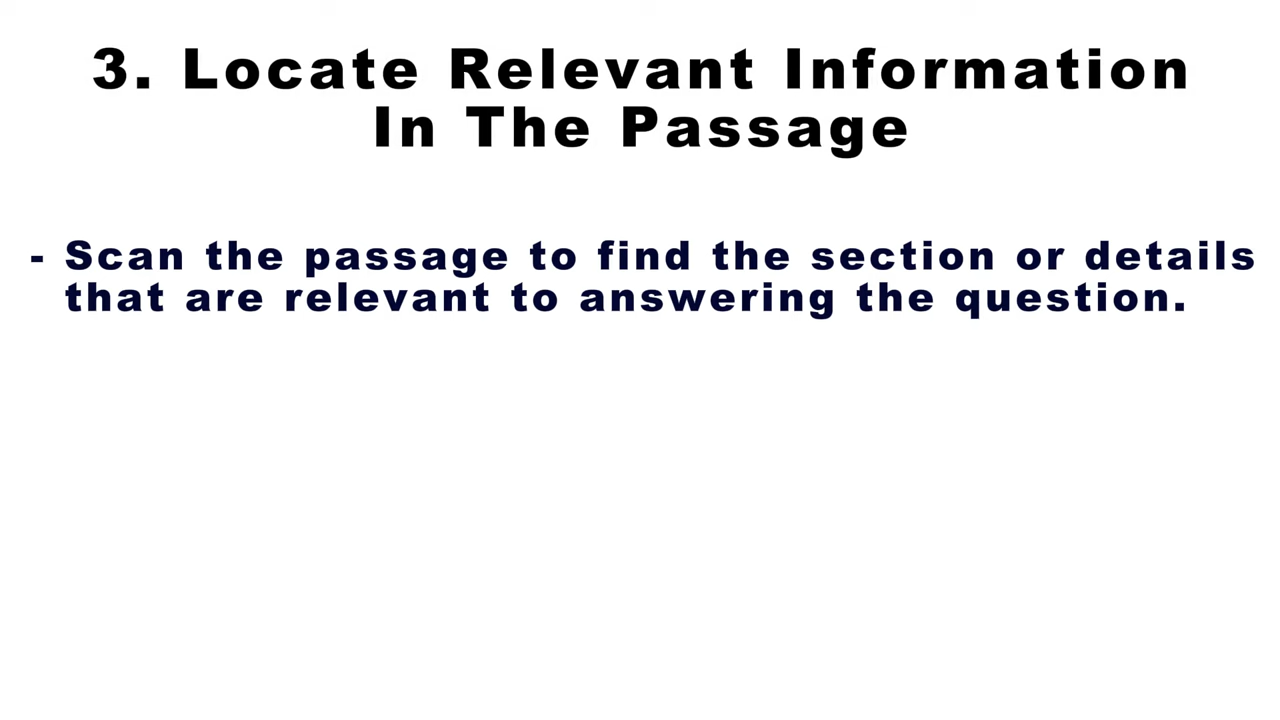 3. Locate Relevant Information
In The Passage
- Scan the passage to find the section or details
that are relevant to answering the question.